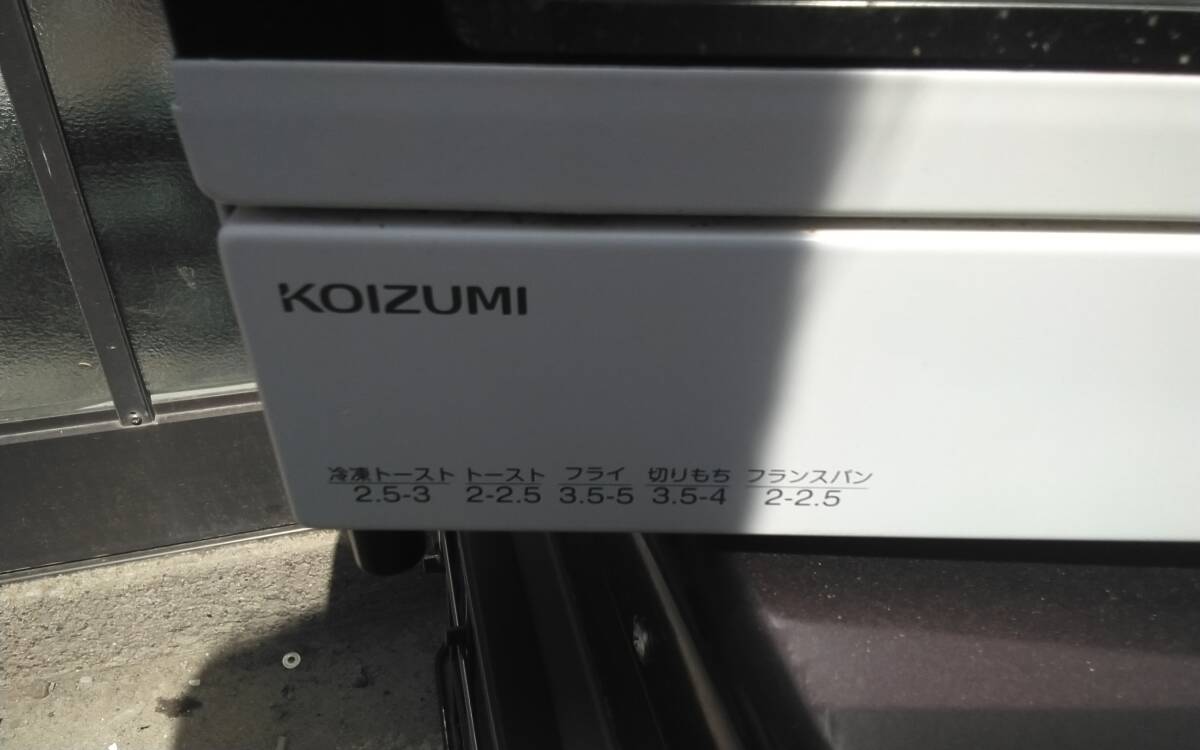 KOIZUMI
冷凍トースト トースト フライ 切りもち フランスパン
2.5-3 2-2.5 3.5-5 3.5-4 2-2.5